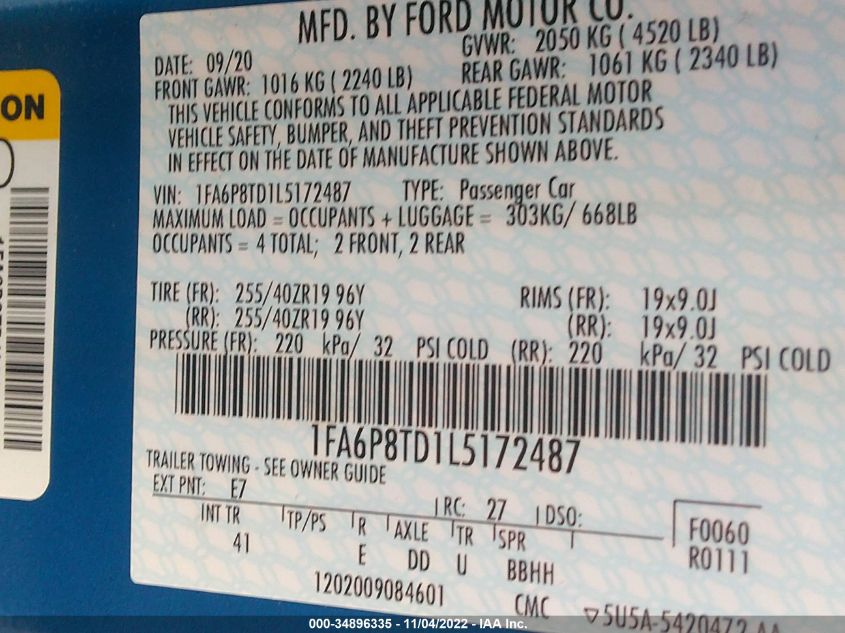 MFD. BY FORD MOTOR CO.
DATE: 09/20 GVWR: 2050 KG ( 4520 LB)
FRONT GAWR: 1016 KG ( 2240 LB) REAR GAWR: 1061 KG ( 2340 LB)
THIS VEHICLE CONFORMS TO ALL APPLICABLE FEDERAL MOTOR
VEHICLE SAFETY, BUMPER, AND THEFT PREVENTION STANDARDS
IN EFFECT ON THE DATE OF MANUFACTURE SHOWN ABOVE.
ON
VIN: 1FA6P8TD1L5172487 TYPE: Passenger Car
MAXIMUM LOAD = OCCUPANTS + LUGGAGE = 303KG/ 668LB
OCCUPANTS = 4 TOTAL; 2 FRONT, 2 REAR
TIRE (FR): 255/40ZR19 96Y RIMS (FR): 19x9.0J
(RR): 255/40ZR19 96Y (RR): 19x9.0J
PRESSURE (FR): 220 kPa/ 32 PSI COLD (RR): 220 kPa/ 32 PSI COLD
1FA6P8TD1L5172487
TRAILER TOWING - SEE OWNER GUIDE
EXT PNT: E7 RC: 27 DSO:
INT TR TP/PS R AXLE TR SPR F0060
41 E DD U BBHH R0111
1202009084601 CMC ▽5U5A-5420472-AA
000-34896335 - 11/04/2022 - IAA Inc.